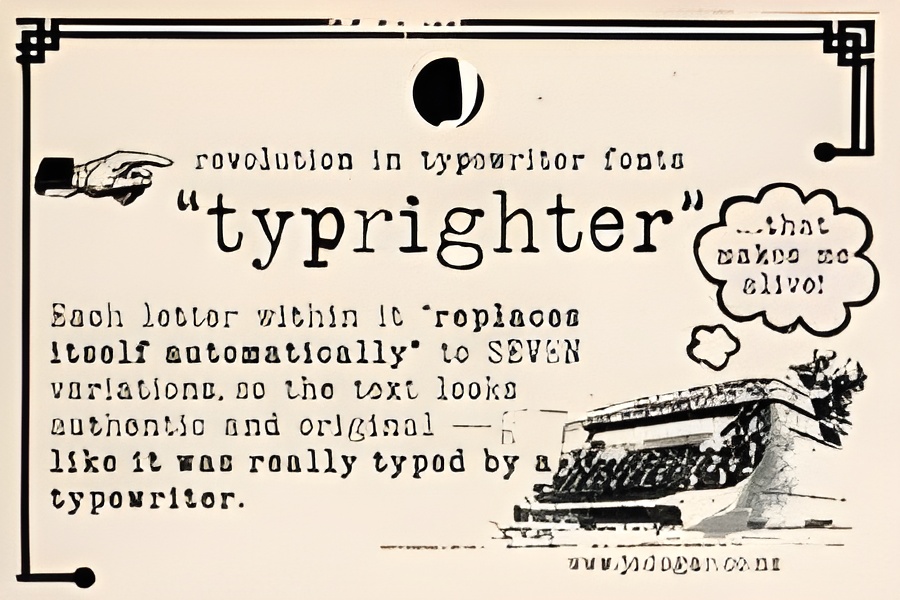 revolution in typewriter fonts
“typrighter”
...that
makes me
alive!
Each letter within it "replaces
itself automatically" to SEVEN
variations, so the text looks
authentic and original —
like it was really typed by a
typewriter.